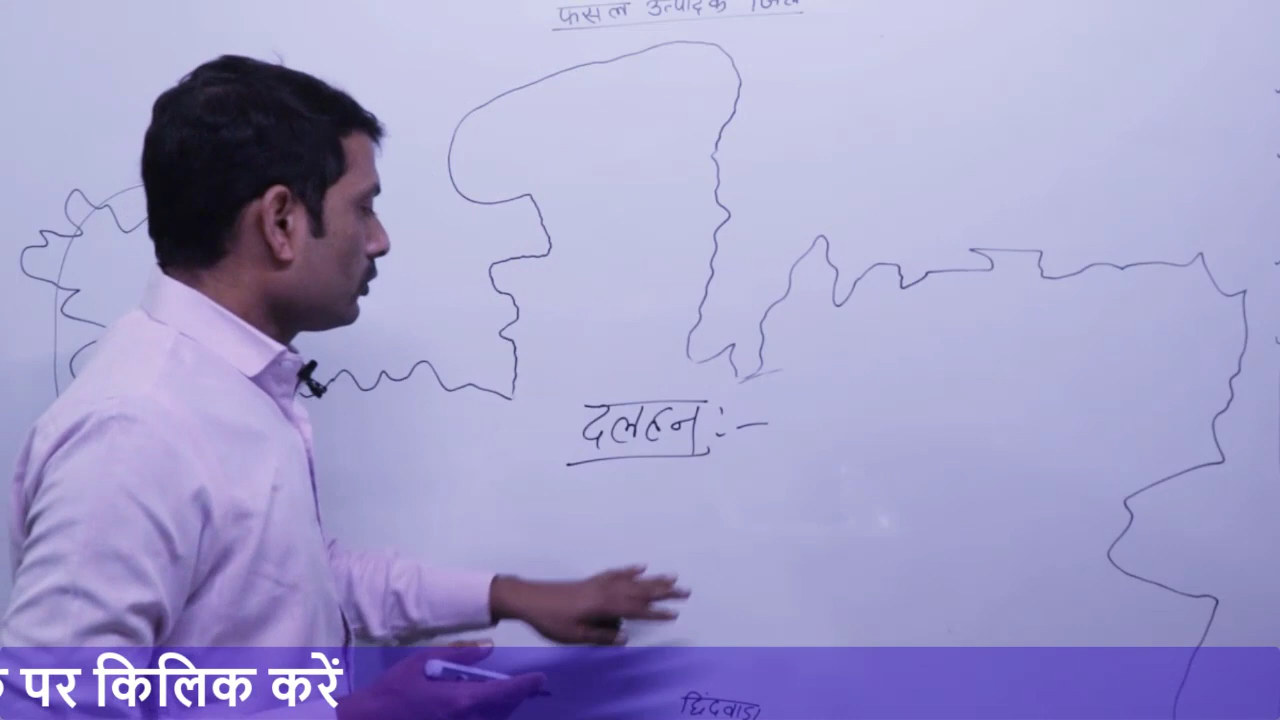 फसल उत्पादक जिले
दलहन :-
छिंदवाड़ा
पर किलिक करें